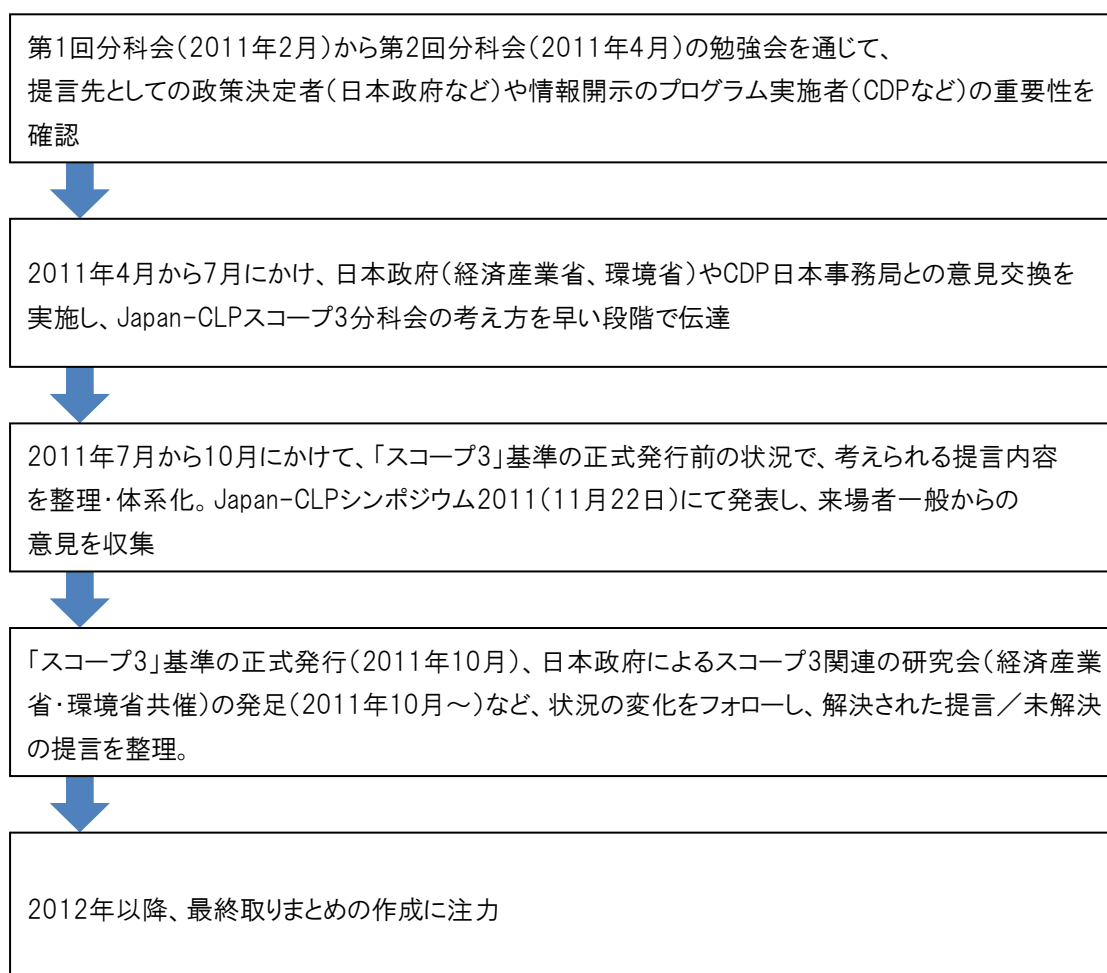 第1回分科会（2011年2月）から第2回分科会（2011年4月）の勉強会を通じて、
提言先としての政策決定者（日本政府など）や情報開示のプログラム実施者（CDPなど）の重要性を
確認
2011年4月から7月にかけ、日本政府（経済産業省、環境省）やCDP日本事務局との意見交換を
実施し、Japan-CLPスコープ3分科会の考え方を早い段階で伝達
2011年7月から10月にかけて、「スコープ3」基準の正式発行前の状況で、考えられる提言内容
を整理・体系化。Japan-CLPシンポジウム2011（11月22日）にて発表し、来場者一般からの
意見を収集
「スコープ3」基準の正式発行（2011年10月）、日本政府によるスコープ3関連の研究会（経済産業
省・環境省共催）の発足（2011年10月～）など、状況の変化をフォローし、解決された提言／未解決
の提言を整理。
2012年以降、最終取りまとめの作成に注力